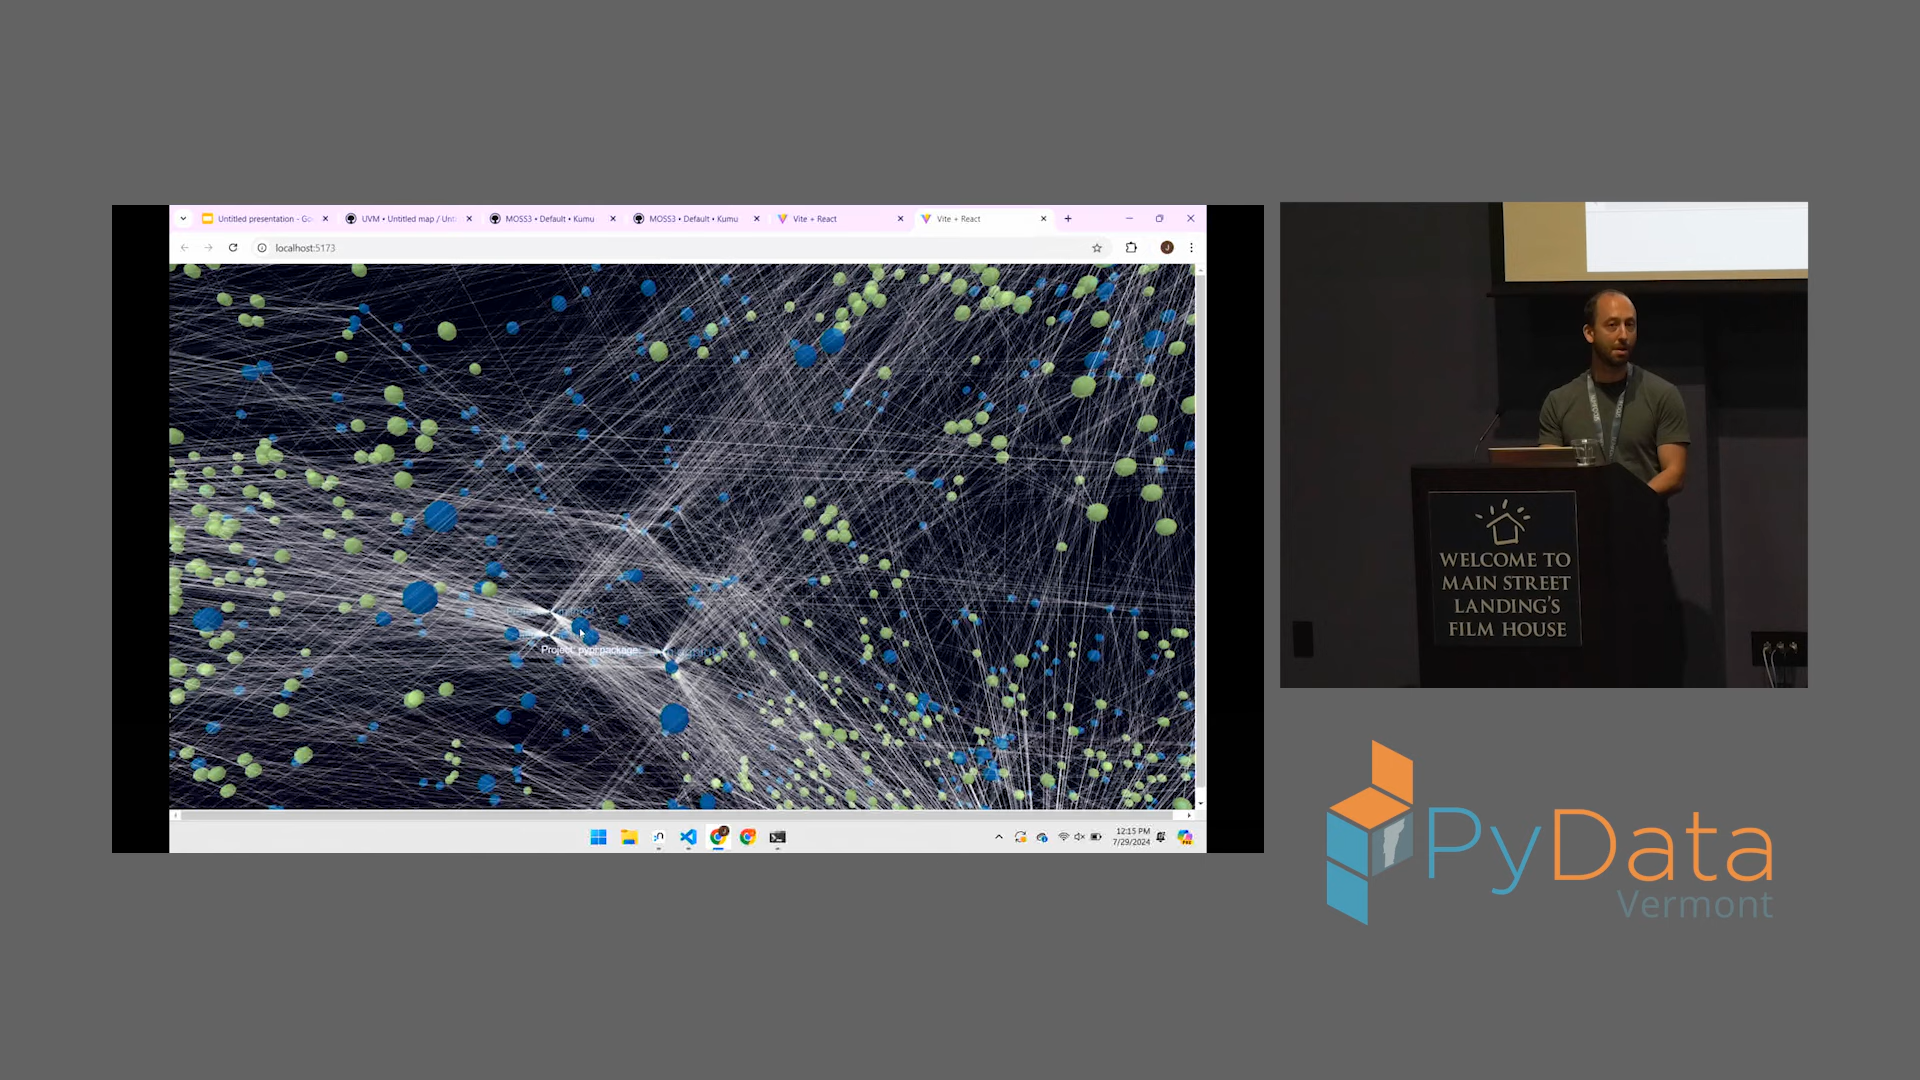 Untitled presentation - Go
UVM • Untitled map / Unti
MOSS3 • Default • Kumu
MOSS3 • Default • Kumu
Vite + React
Vite + React
localhost:5173
J
Project: pypi package:
12:15 PM
7/29/2024
WELCOME TO
MAIN STREET
LANDING'S
FILM HOUSE
PyData
Vermont